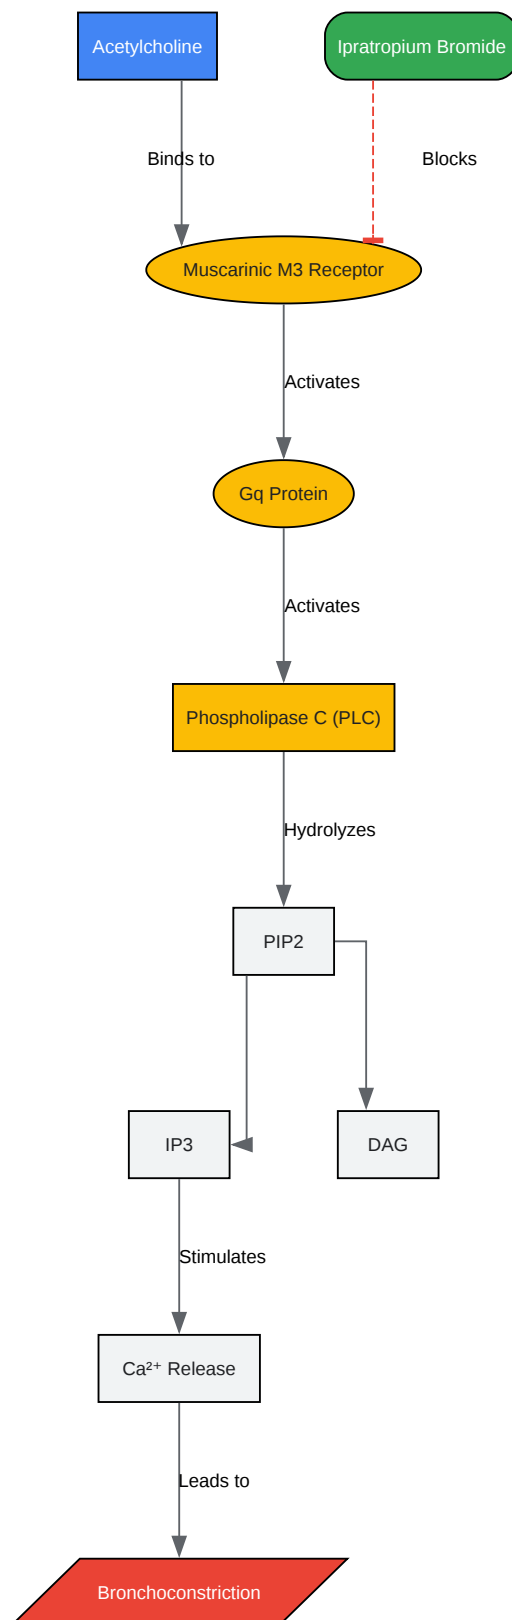 Acetylcholine
Ipratropium Bromide
Binds to
Blocks
Muscarinic M3 Receptor
Activates
Gq Protein
Activates
Phospholipase C (PLC)
Hydrolyzes
PIP2
IP3
DAG
Stimulates
Ca²⁺ Release
Leads to
Bronchoconstriction